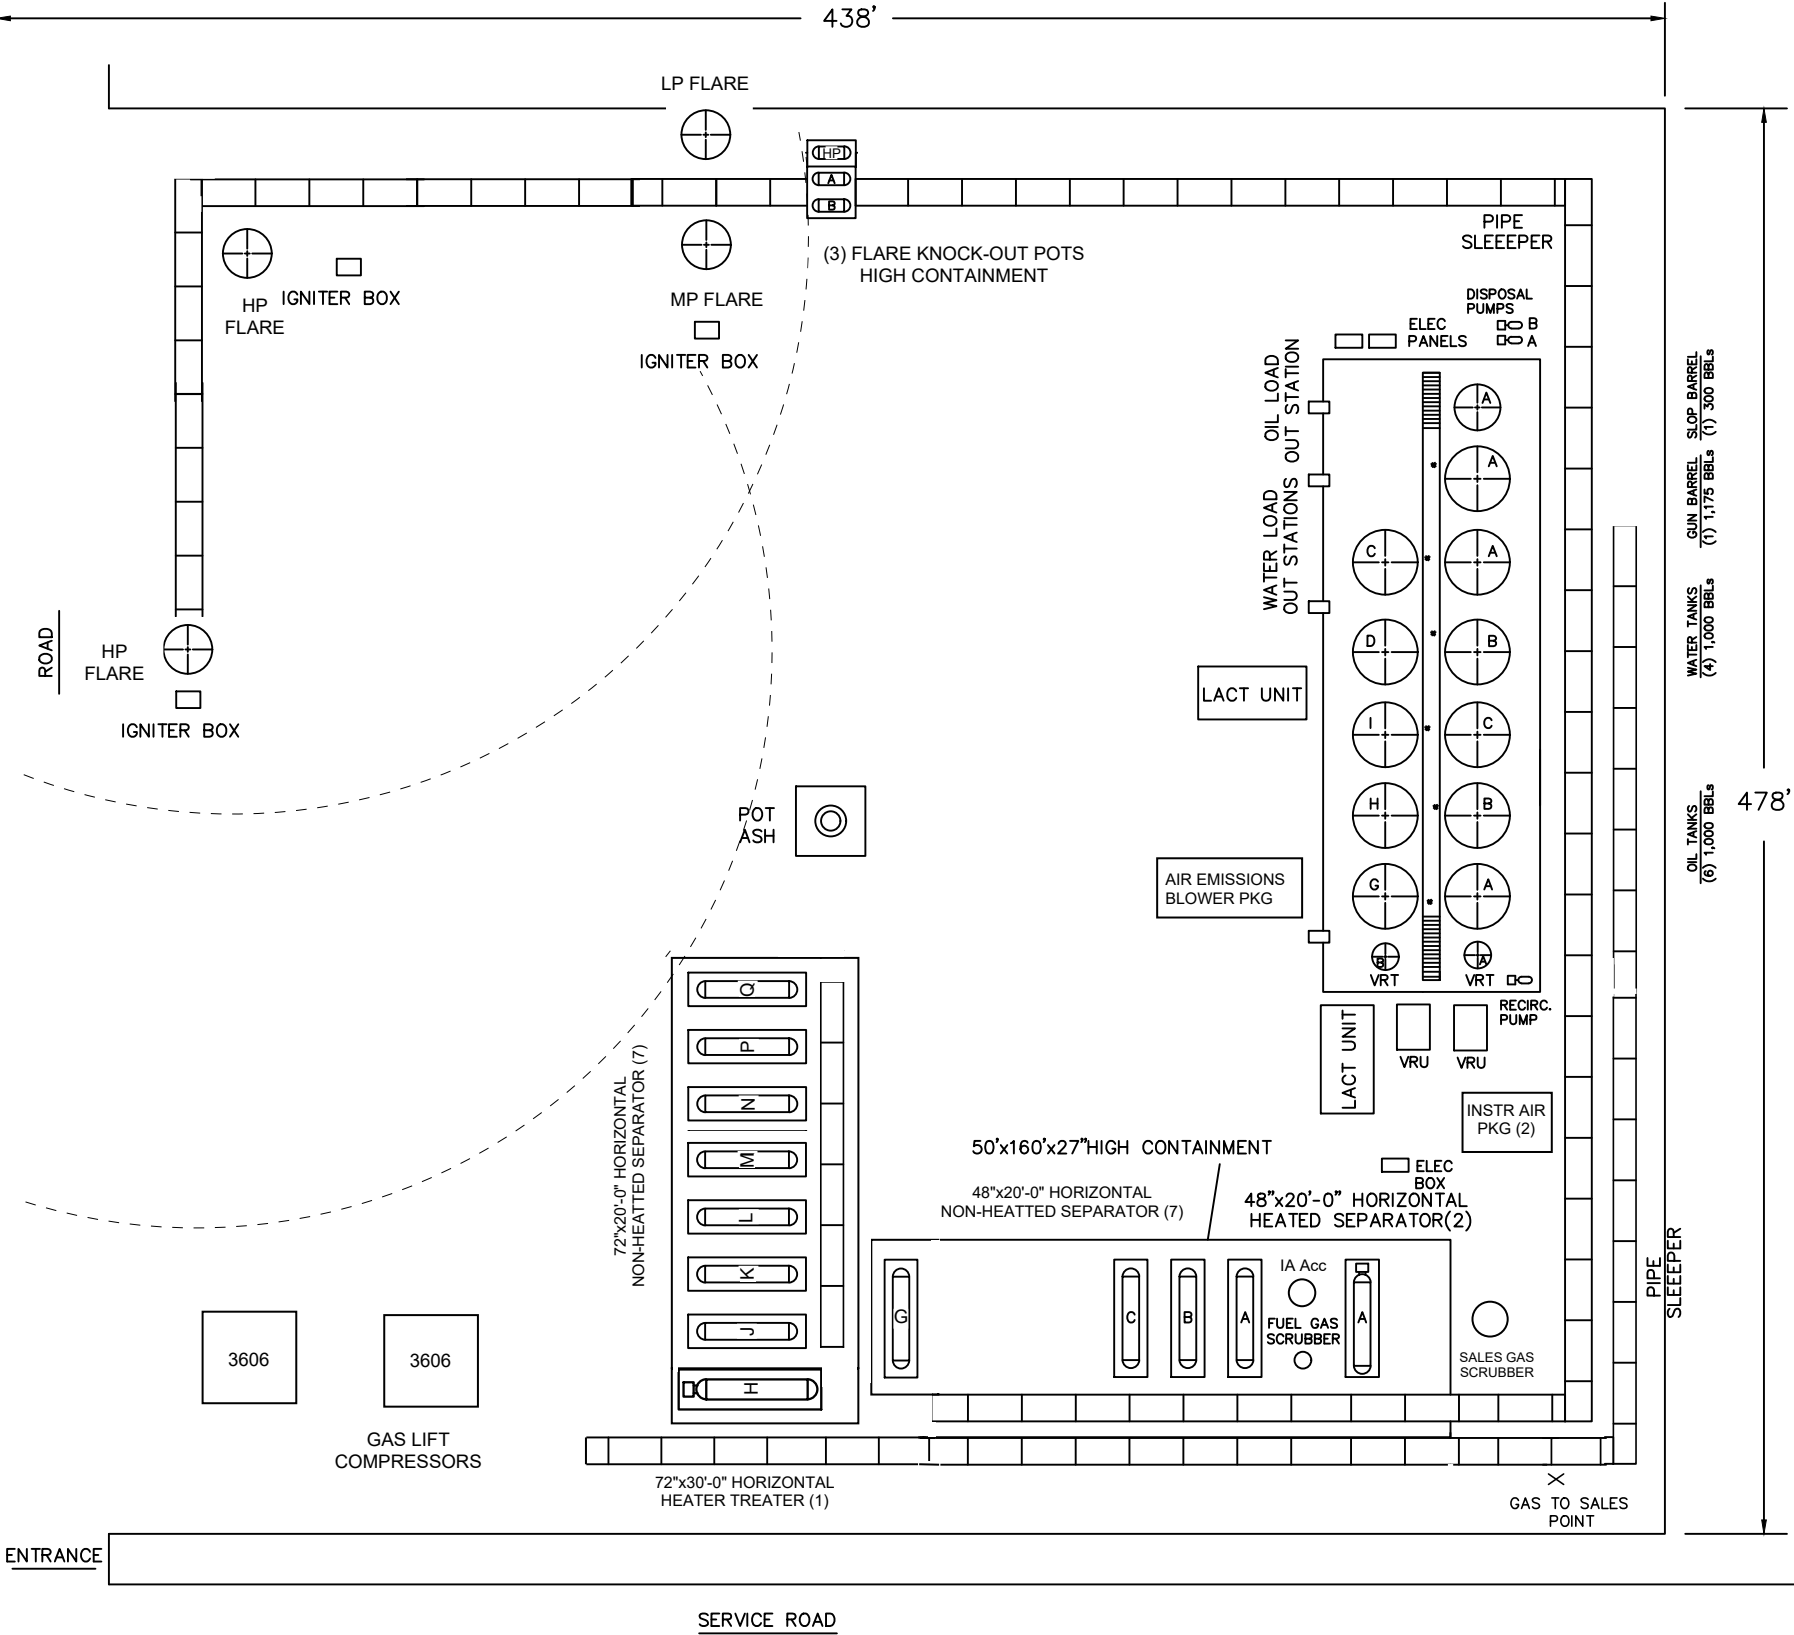 438'
LP FLARE
HP
A
B
PIPE
SLEEEPER
(3) FLARE KNOCK-OUT POTS
HIGH CONTAINMENT
HP
FLARE
IGNITER BOX
MP FLARE
IGNITER BOX
DISPOSAL
PUMPS
B
A
ELEC
PANELS
OIL LOAD
OUT STATION
WATER LOAD
OUT STATIONS
SLOP BARREL
(1) 300 BBLs
GUN BARREL
(1) 1,175 BBLs
WATER TANKS
(4) 1,000 BBLs
OIL TANKS
(6) 1,000 BBLs
478'
A
A
C
A
D
B
I
C
H
B
G
A
B
A
VRT
VRT
RECIRC.
PUMP
ROAD
HP
FLARE
IGNITER BOX
LACT UNIT
POT
ASH
AIR EMISSIONS
BLOWER PKG
LACT UNIT
VRU
VRU
INSTR AIR
PKG (2)
ELEC
BOX
72"x20'-0" HORIZONTAL
NON-HEATTED SEPARATOR (7)
Q
P
N
M
L
K
J
H
50'x160'x27"HIGH CONTAINMENT
48"x20'-0" HORIZONTAL
NON-HEATTED SEPARATOR (7)
48"x20'-0" HORIZONTAL
HEATED SEPARATOR(2)
G
C
B
A
IA Acc
FUEL GAS
SCRUBBER
A
SALES GAS
SCRUBBER
PIPE
SLEEEPER
3606
3606
GAS LIFT
COMPRESSORS
72"x30'-0" HORIZONTAL
HEATER TREATER (1)
X
GAS TO SALES
POINT
ENTRANCE
SERVICE ROAD